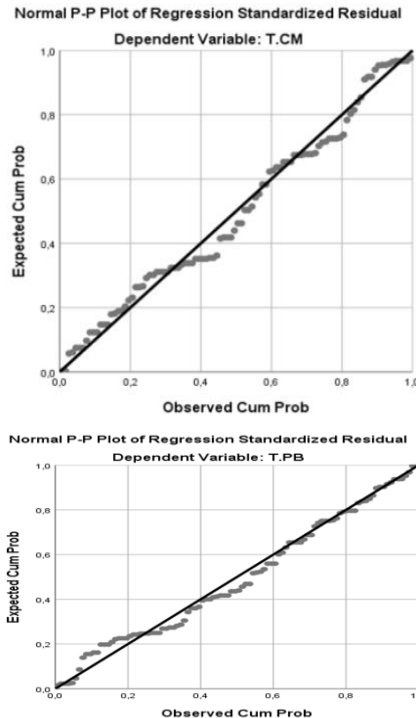 Normal P-P Plot of Regression Standardized Residual
Dependent Variable: T.CM
1,0
0,8
0,6
0,4
0,2
0,0
Expected Cum Prob
0,0 0,2 0,4 0,6 0,8 1,0
Observed Cum Prob
Normal P-P Plot of Regression Standardized Residual
Dependent Variable: T.PB
1,0
0,8
0,6
0,4
0,2
0,0
Expected Cum Prob
0,0 0,2 0,4 0,6 0,8 1
Observed Cum Prob